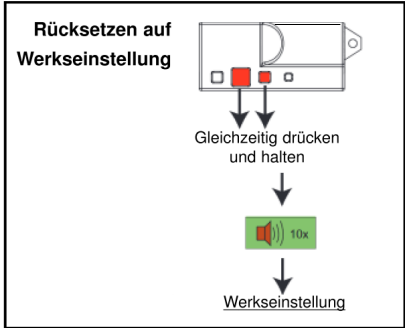 Rücksetzen auf
Werkseinstellung
Gleichzeitig drücken
und halten
10x
Werkseinstellung